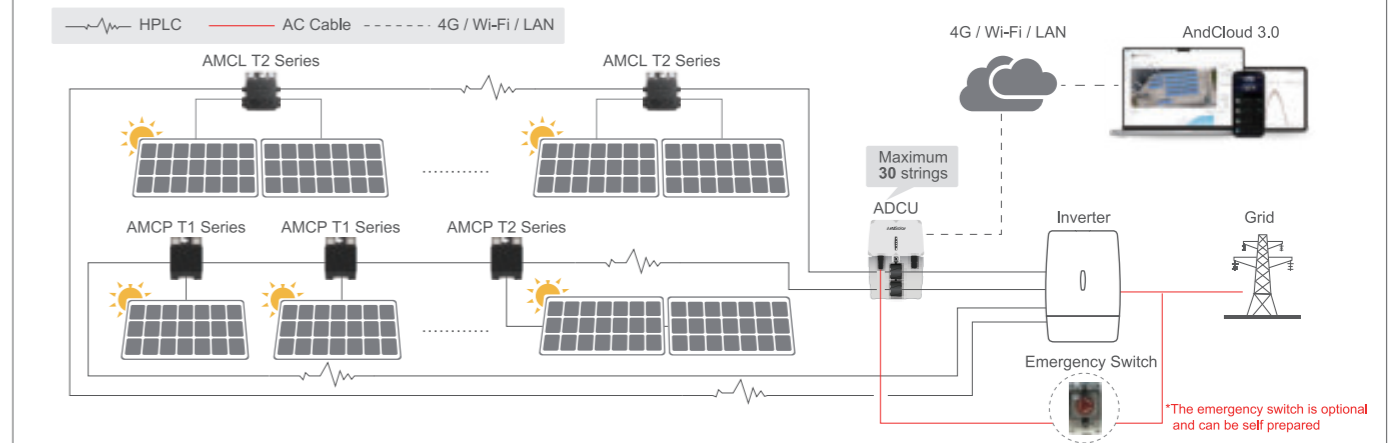 HPLC
AC Cable
4G / Wi-Fi / LAN
AMCL T2 Series
AMCL T2 Series
4G / Wi-Fi / LAN
AndCloud 3.0
Maximum
30 strings
ADCU
Inverter
Grid
AMCP T1 Series
AMCP T1 Series
AMCP T2 Series
Emergency Switch
*The emergency switch is optional
and can be self prepared